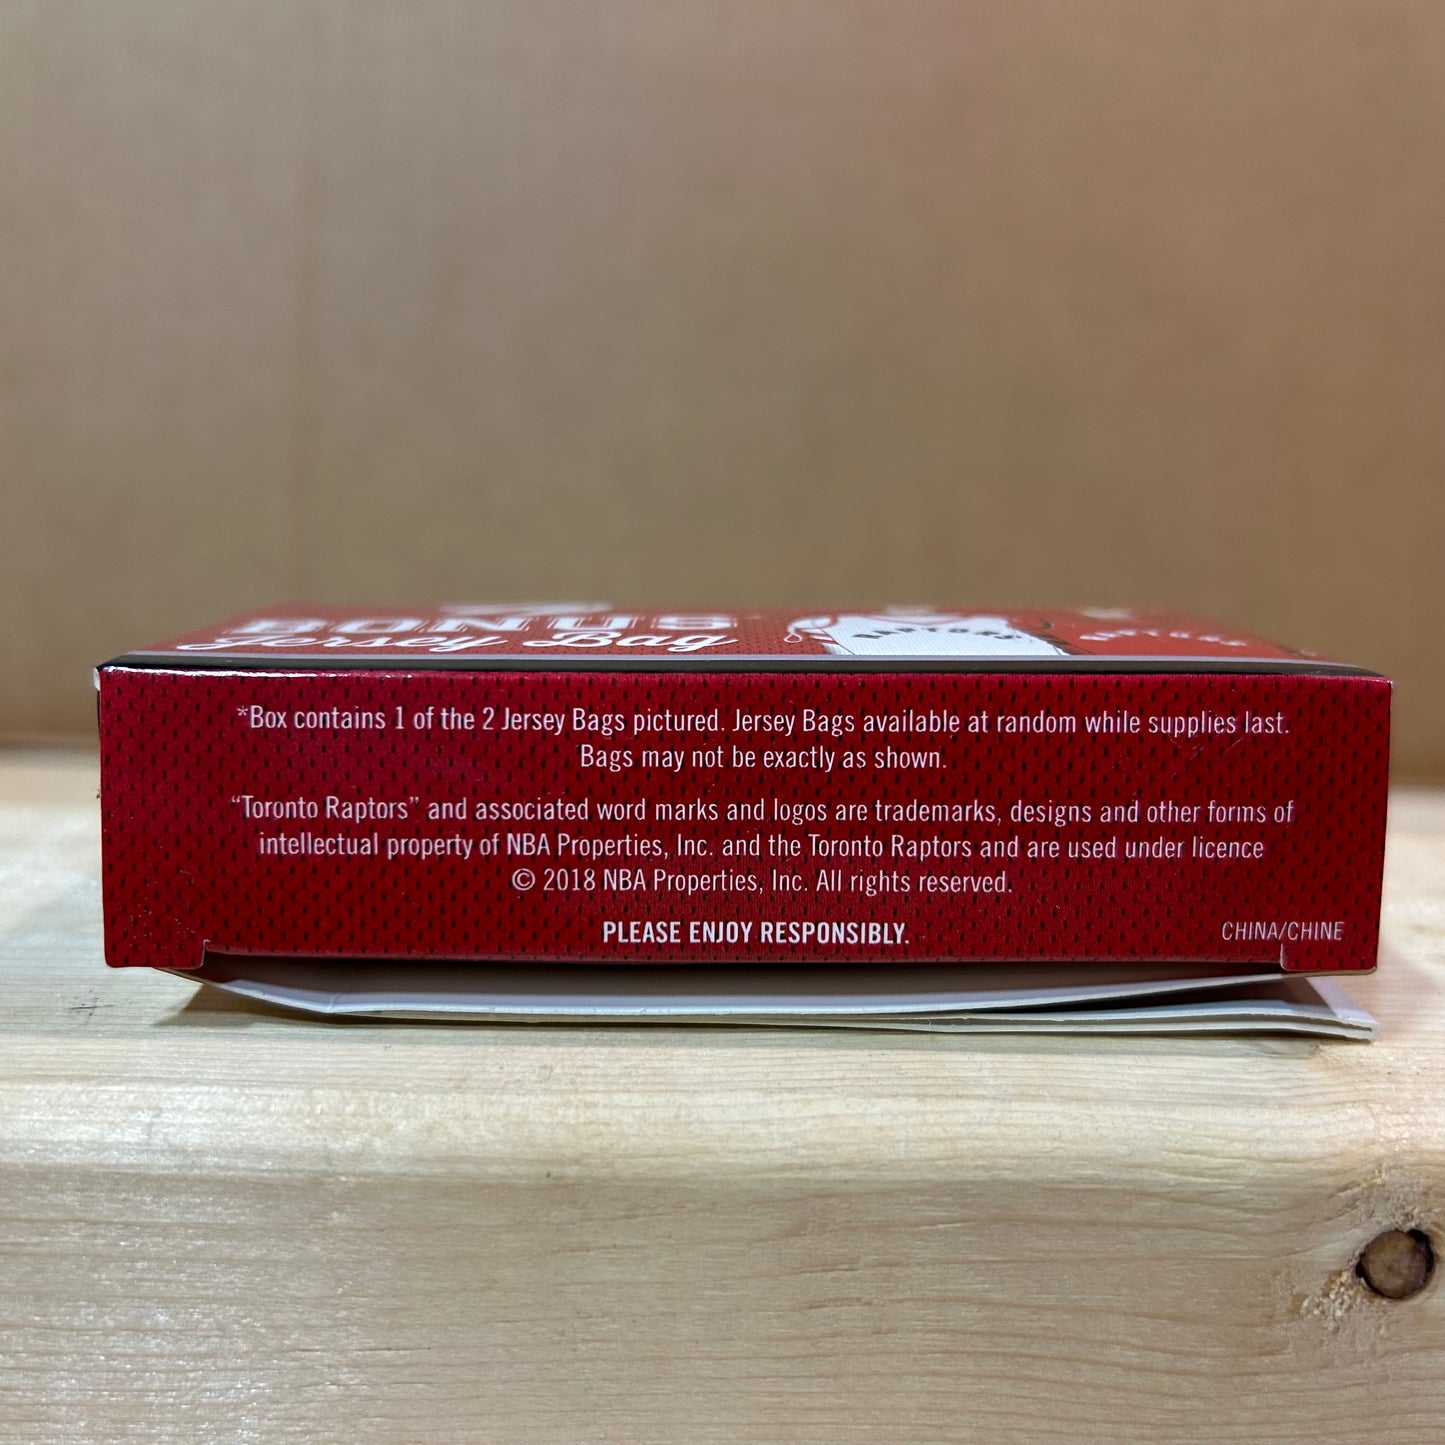 BONUS
Jersey Bag
RAPTORS
RAPTORS
*Box contains 1 of the 2 Jersey Bags pictured. Jersey Bags available at random while supplies last.
Bags may not be exactly as shown.
“Toronto Raptors” and associated word marks and logos are trademarks, designs and other forms of
intellectual property of NBA Properties, Inc. and the Toronto Raptors and are used under licence
© 2018 NBA Properties, Inc. All rights reserved.
PLEASE ENJOY RESPONSIBLY.
CHINA/CHINE